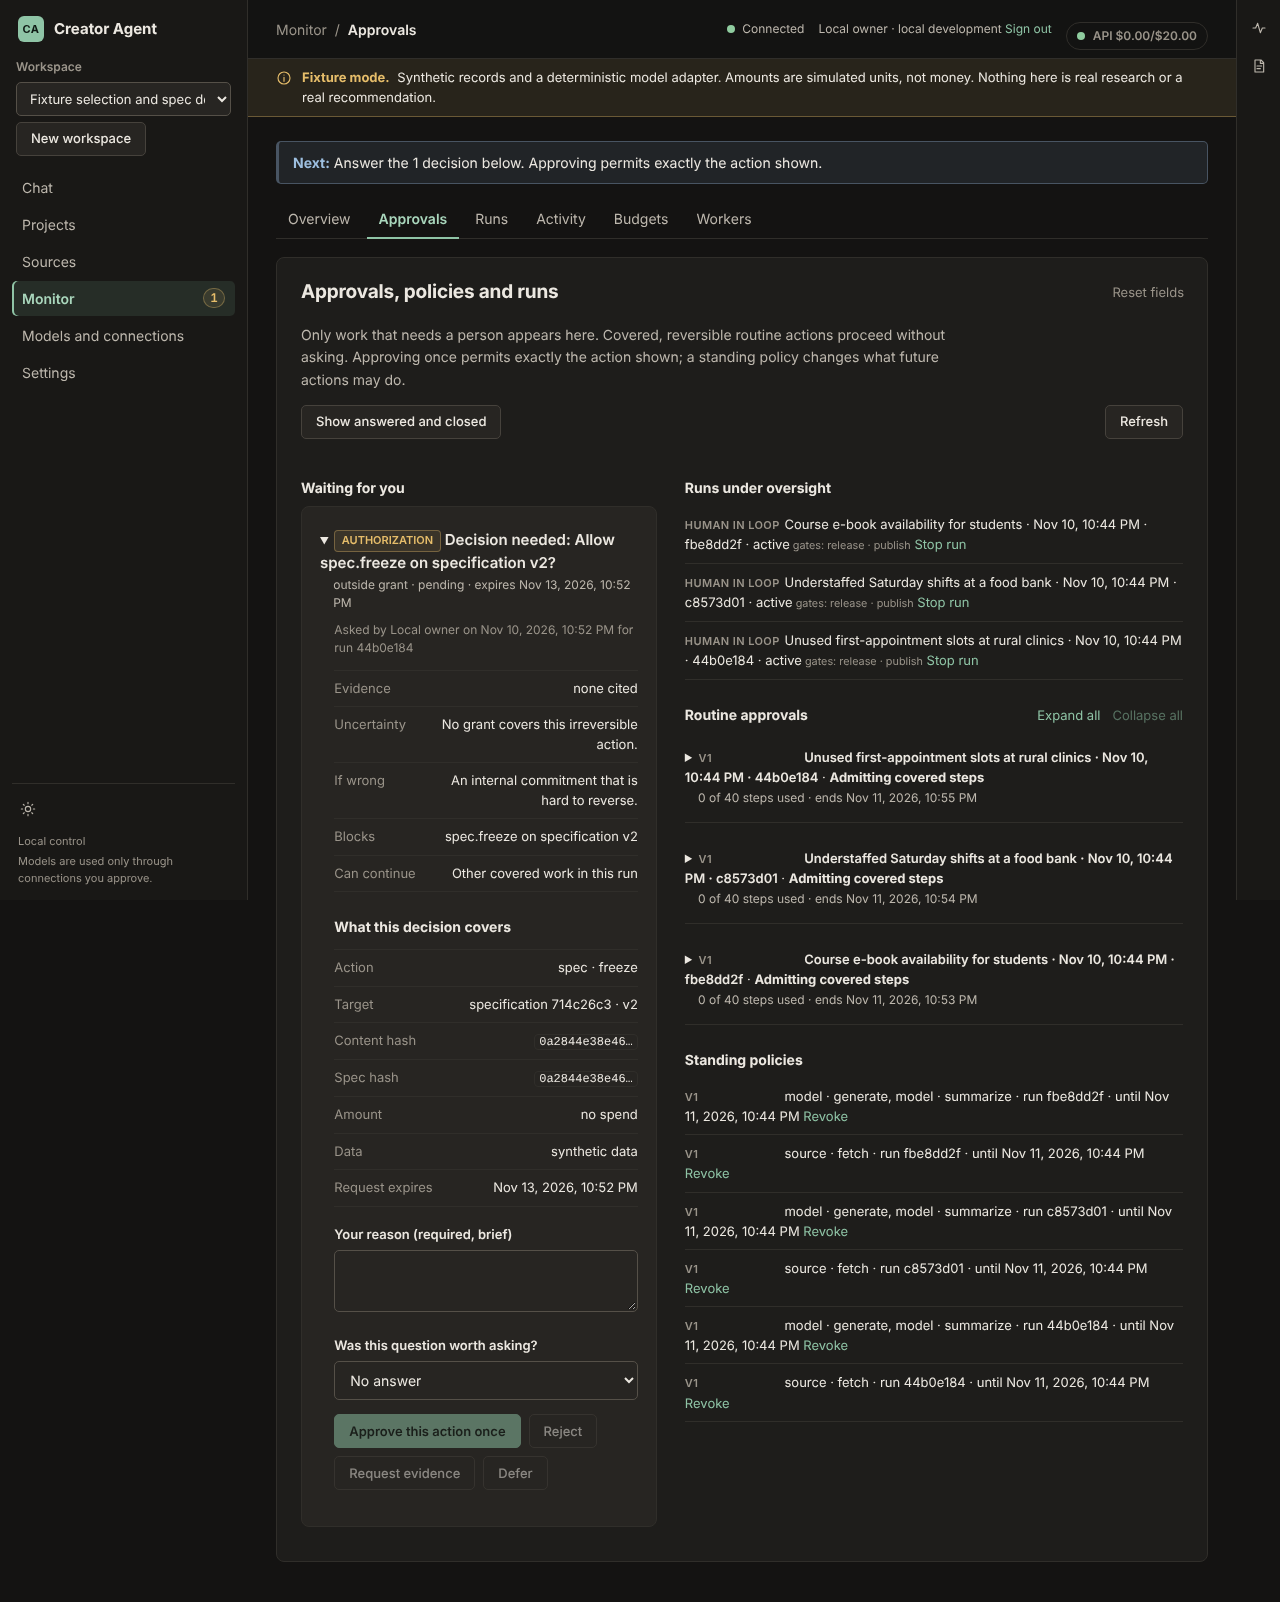 CA Creator Agent
Workspace
Fixture selection and spec d
New workspace
Chat
Projects
Sources
Monitor 1
Models and connections
Settings
Local control
Models are used only through
connections you approve.
Monitor / Approvals
Connected Local owner · local development Sign out API $0.00/$20.00
Fixture mode. Synthetic records and a deterministic model adapter. Amounts are simulated units, not money. Nothing here is real research or a
real recommendation.
Next: Answer the 1 decision below. Approving permits exactly the action shown.
Overview Approvals Runs Activity Budgets Workers
Approvals, policies and runs
Reset fields
Only work that needs a person appears here. Covered, reversible routine actions proceed without
asking. Approving once permits exactly the action shown; a standing policy changes what future
actions may do.
Show answered and closed
Refresh
Waiting for you
AUTHORIZATION Decision needed: Allow
spec.freeze on specification v2?
outside grant · pending · expires Nov 13, 2026, 10:52
PM
Asked by Local owner on Nov 10, 2026, 10:52 PM for
run 44b0e184
Evidence none cited
Uncertainty No grant covers this irreversible
action.
If wrong An internal commitment that is
hard to reverse.
Blocks spec.freeze on specification v2
Can continue Other covered work in this run
What this decision covers
Action spec · freeze
Target specification 714c26c3 · v2
Content hash 0a2844e38e46…
Spec hash 0a2844e38e46…
Amount no spend
Data synthetic data
Request expires Nov 13, 2026, 10:52 PM
Your reason (required, brief)
Was this question worth asking?
No answer
Approve this action once Reject
Request evidence Defer
Runs under oversight
HUMAN IN LOOP Course e-book availability for students · Nov 10, 10:44 PM ·
fbe8dd2f · active gates: release · publish Stop run
HUMAN IN LOOP Understaffed Saturday shifts at a food bank · Nov 10, 10:44 PM ·
c8573d01 · active gates: release · publish Stop run
HUMAN IN LOOP Unused first-appointment slots at rural clinics · Nov 10, 10:44 PM
· 44b0e184 · active gates: release · publish Stop run
Routine approvals
Expand all Collapse all
V1 Unused first-appointment slots at rural clinics · Nov 10,
10:44 PM · 44b0e184 · Admitting covered steps
0 of 40 steps used · ends Nov 11, 2026, 10:55 PM
V1 Understaffed Saturday shifts at a food bank · Nov 10, 10:44
PM · c8573d01 · Admitting covered steps
0 of 40 steps used · ends Nov 11, 2026, 10:54 PM
V1 Course e-book availability for students · Nov 10, 10:44 PM ·
fbe8dd2f · Admitting covered steps
0 of 40 steps used · ends Nov 11, 2026, 10:53 PM
Standing policies
V1 model · generate, model · summarize · run fbe8dd2f · until Nov
11, 2026, 10:44 PM Revoke
V1 source · fetch · run fbe8dd2f · until Nov 11, 2026, 10:44 PM
Revoke
V1 model · generate, model · summarize · run c8573d01 · until Nov
11, 2026, 10:44 PM Revoke
V1 source · fetch · run c8573d01 · until Nov 11, 2026, 10:44 PM
Revoke
V1 model · generate, model · summarize · run 44b0e184 · until Nov
11, 2026, 10:44 PM Revoke
V1 source · fetch · run 44b0e184 · until Nov 11, 2026, 10:44 PM
Revoke